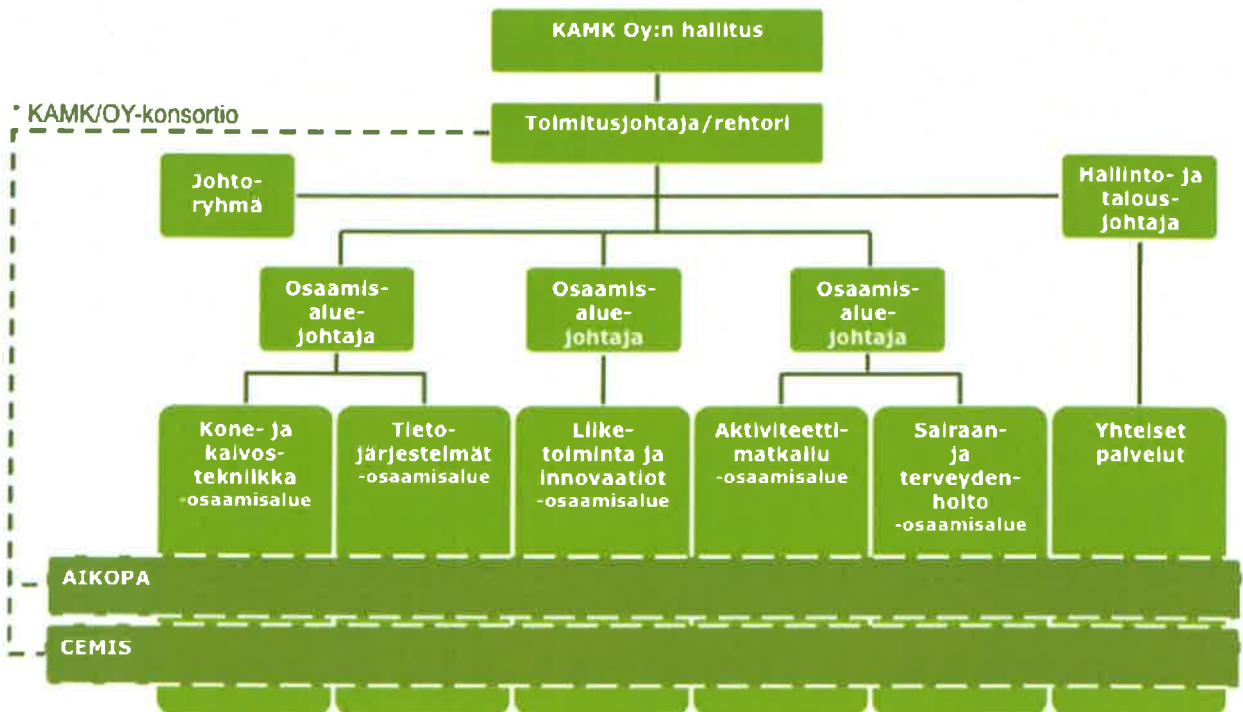 KAMK Oy:n hallitus
* KAMK/OY-konsortio
Toimitusjohtaja/rehtori
Johto-
ryhmä
Hallinto- ja
talous-
johtaja
Osaamis-
alue-
johtaja
Osaamis-
alue-
johtaja
Osaamis-
alue-
johtaja
Kone- ja
kaivos-
tekniikka
-osaamisalue
Tieto-
järjestelmät
-osaamisalue
Liike-
toiminta ja
innovaatiot
-osaamisalue
Aktiviteetti-
matkailu
-osaamisalue
Sairaan-
ja
terveyden-
hoito
-osaamisalue
Yhteiset
palvelut
AIKOPA
CEMIS